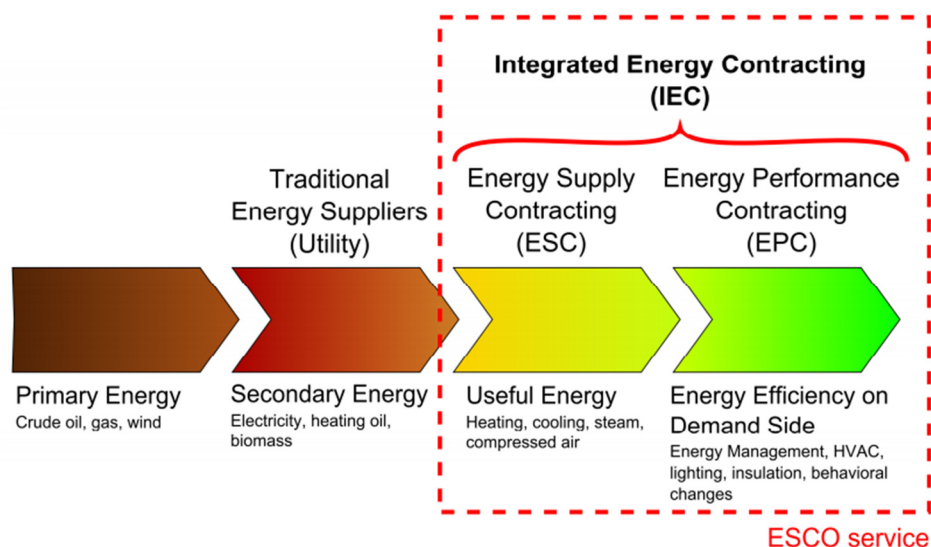 Integrated Energy Contracting
(IEC)
Traditional
Energy Suppliers
(Utility)
Energy Supply
Contracting
(ESC)
Energy Performance
Contracting
(EPC)
Primary Energy
Crude oil, gas, wind
Secondary Energy
Electricity, heating oil,
biomass
Useful Energy
Heating, cooling, steam,
compressed air
Energy Efficiency on
Demand Side
Energy Management, HVAC,
lighting, insulation, behavioral
changes
ESCO service